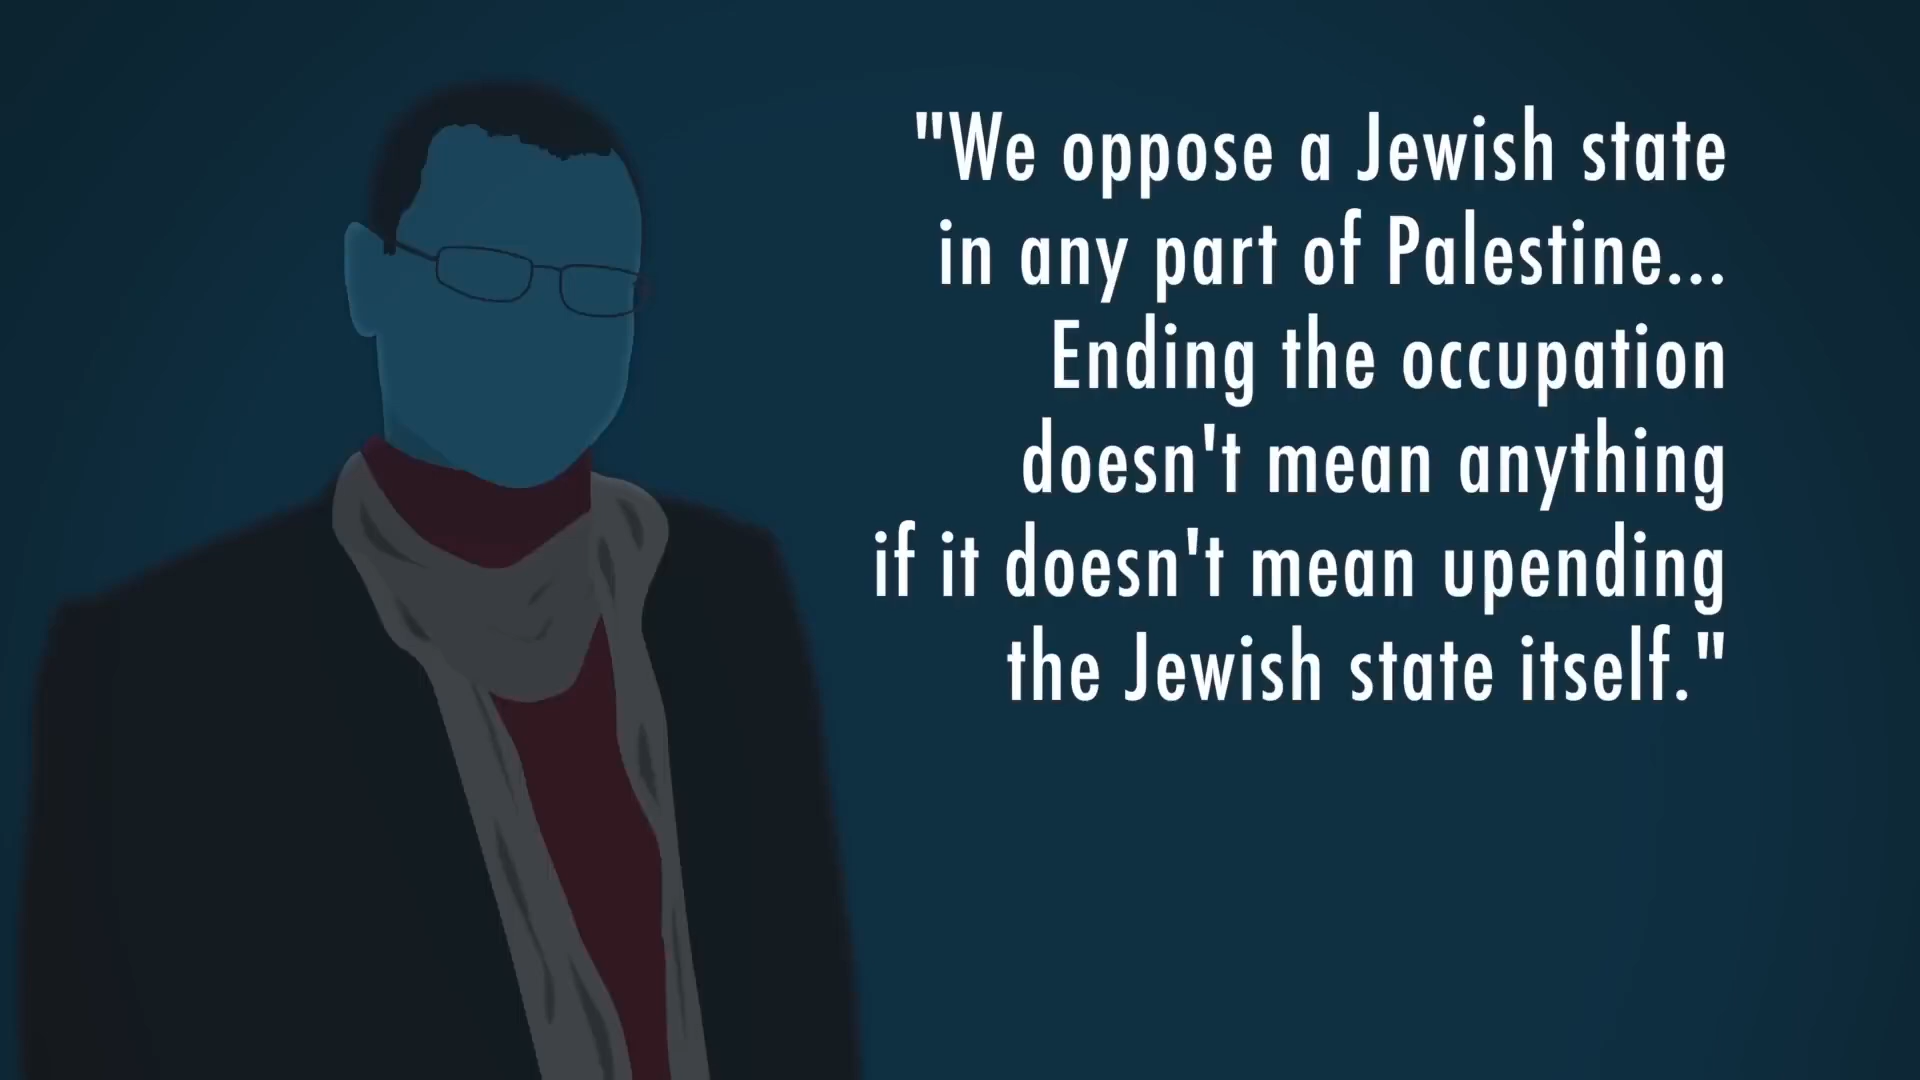 "We oppose a Jewish state
in any part of Palestine...
Ending the occupation
doesn't mean anything
if it doesn't mean upending
the Jewish state itself."